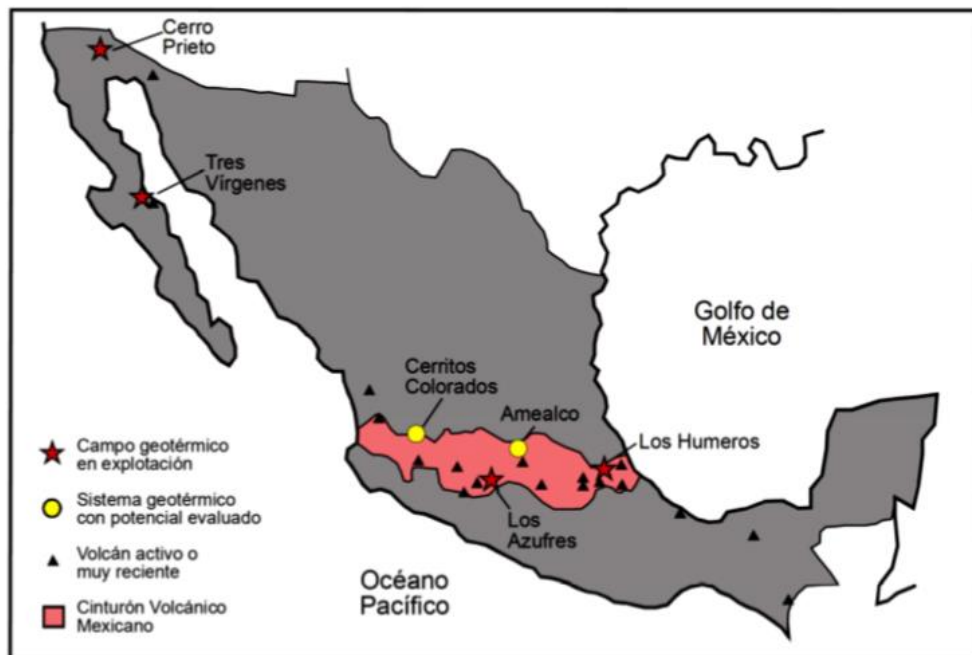 Cerro
Prieto
Tres
Vírgenes
Golfo de
México
Cerritos
Colorados
Amealco
Los Humeros
Los
Azufres
Océano
Pacífico
Campo geotérmico
en explotación
Sistema geotérmico
con potencial evaluado
Volcán activo o
muy reciente
Cinturón Volcánico
Mexicano